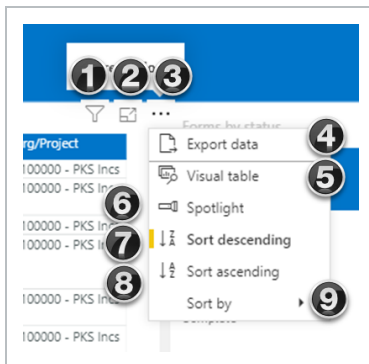 1 2 3
Forms by status
rg/Project
Export data 4
100000 - PKS Incs
Visual table 5
100000 - PKS Inc
6 Spotlight
100000 - PKS Incs
7 Sort descending
100000 - PKS Inc
8 Sort ascending
100000 - PKS Inc
Sort by 9
100000 - PKS Incs